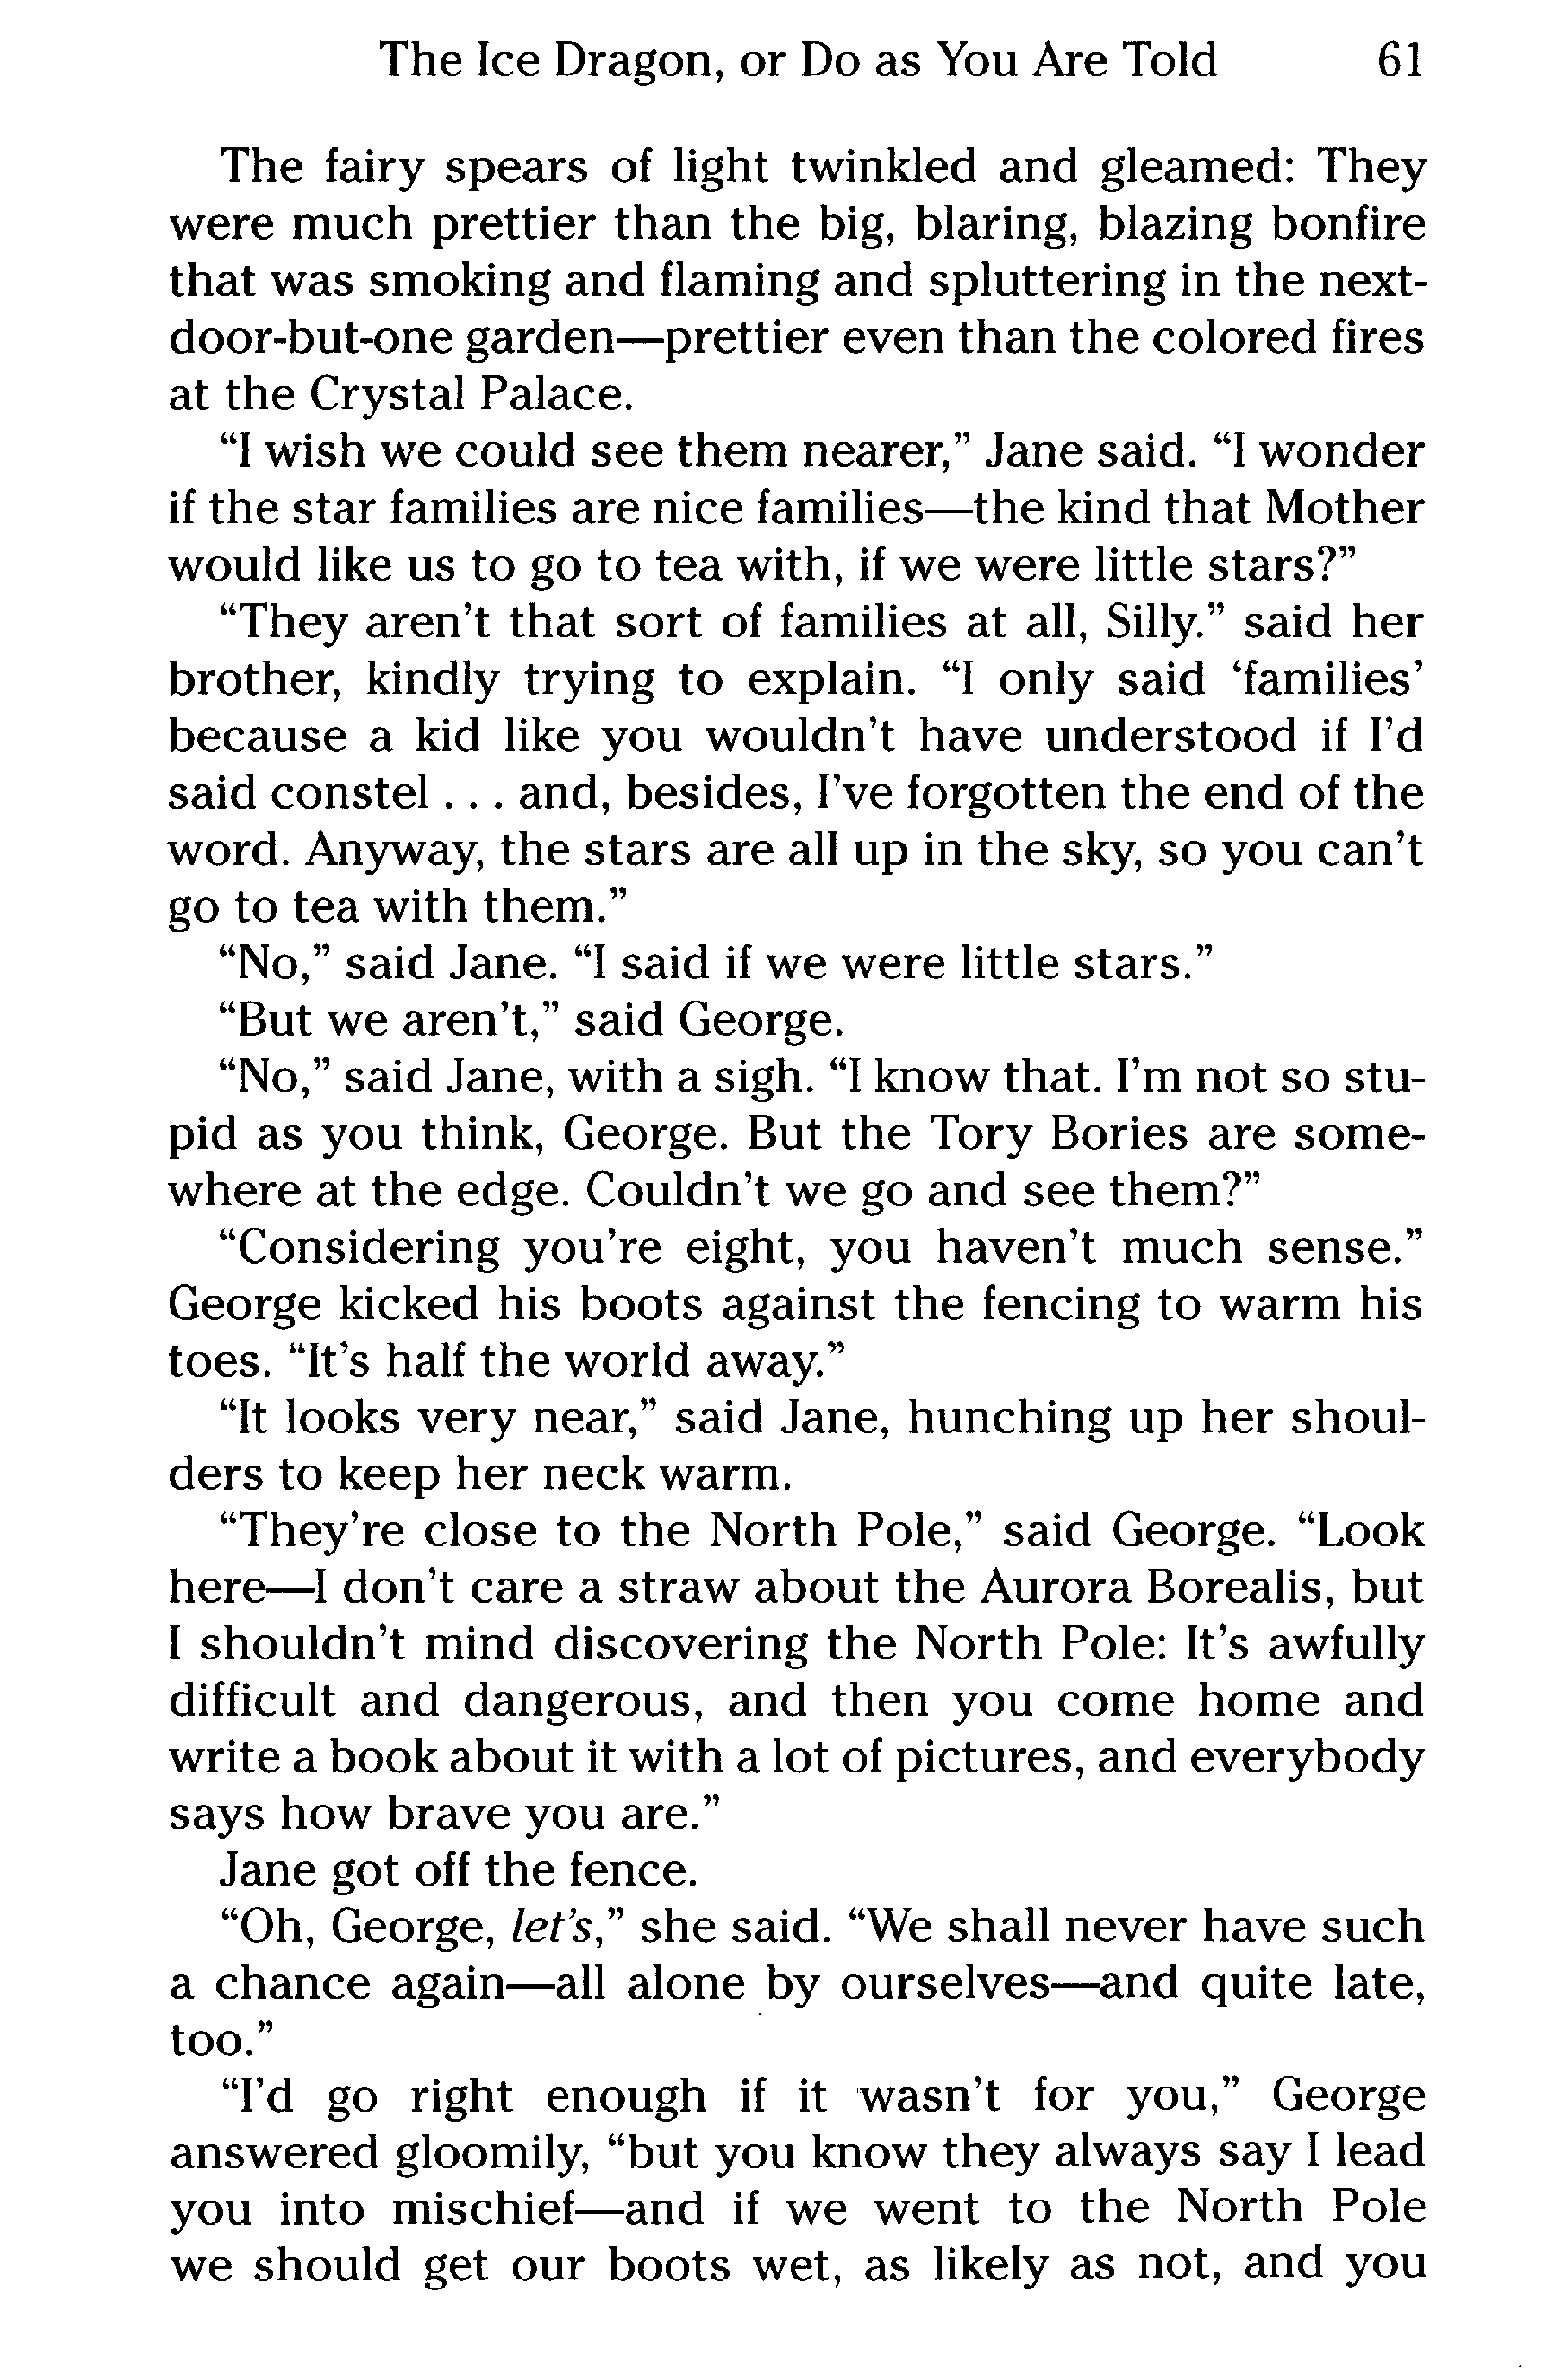 The Ice Dragon, or Do as You Are Told 61
The fairy spears of light twinkled and gleamed: They
were much prettier than the big, blaring, blazing bonfire
that was smoking and flaming and spluttering in the next-
door-but-one garden—prettier even than the colored fires
at the Crystal Palace.
“I wish we could see them nearer,” Jane said. “I wonder
if the star families are nice families—the kind that Mother
would like us to go to tea with, if we were little stars?”
“They aren’t that sort of families at all, Silly.” said her
brother, kindly trying to explain. “I only said ‘families’
because a kid like you wouldn’t have understood if I’d
said constel . . . and, besides, I’ve forgotten the end of the
word. Anyway, the stars are all up in the sky, so you can’t
go to tea with them.”
“No,” said Jane. “I said if we were little stars.”
“But we aren’t,” said George.
“No,” said Jane, with a sigh. “I know that. I’m not so stu-
pid as you think, George. But the Tory Bories are some-
where at the edge. Couldn’t we go and see them?”
“Considering you’re eight, you haven’t much sense.”
George kicked his boots against the fencing to warm his
toes. “It’s half the world away.”
“It looks very near,” said Jane, hunching up her shoul-
ders to keep her neck warm.
“They’re close to the North Pole,” said George. “Look
here—I don’t care a straw about the Aurora Borealis, but
I shouldn’t mind discovering the North Pole: It’s awfully
difficult and dangerous, and then you come home and
write a book about it with a lot of pictures, and everybody
says how brave you are.”
Jane got off the fence.
“Oh, George, let’s,” she said. “We shall never have such
a chance again—all alone by ourselves—and quite late,
too.”
“I’d go right enough if it wasn’t for you,” George
answered gloomily, “but you know they always say I lead
you into mischief—and if we went to the North Pole
we should get our boots wet, as likely as not, and you